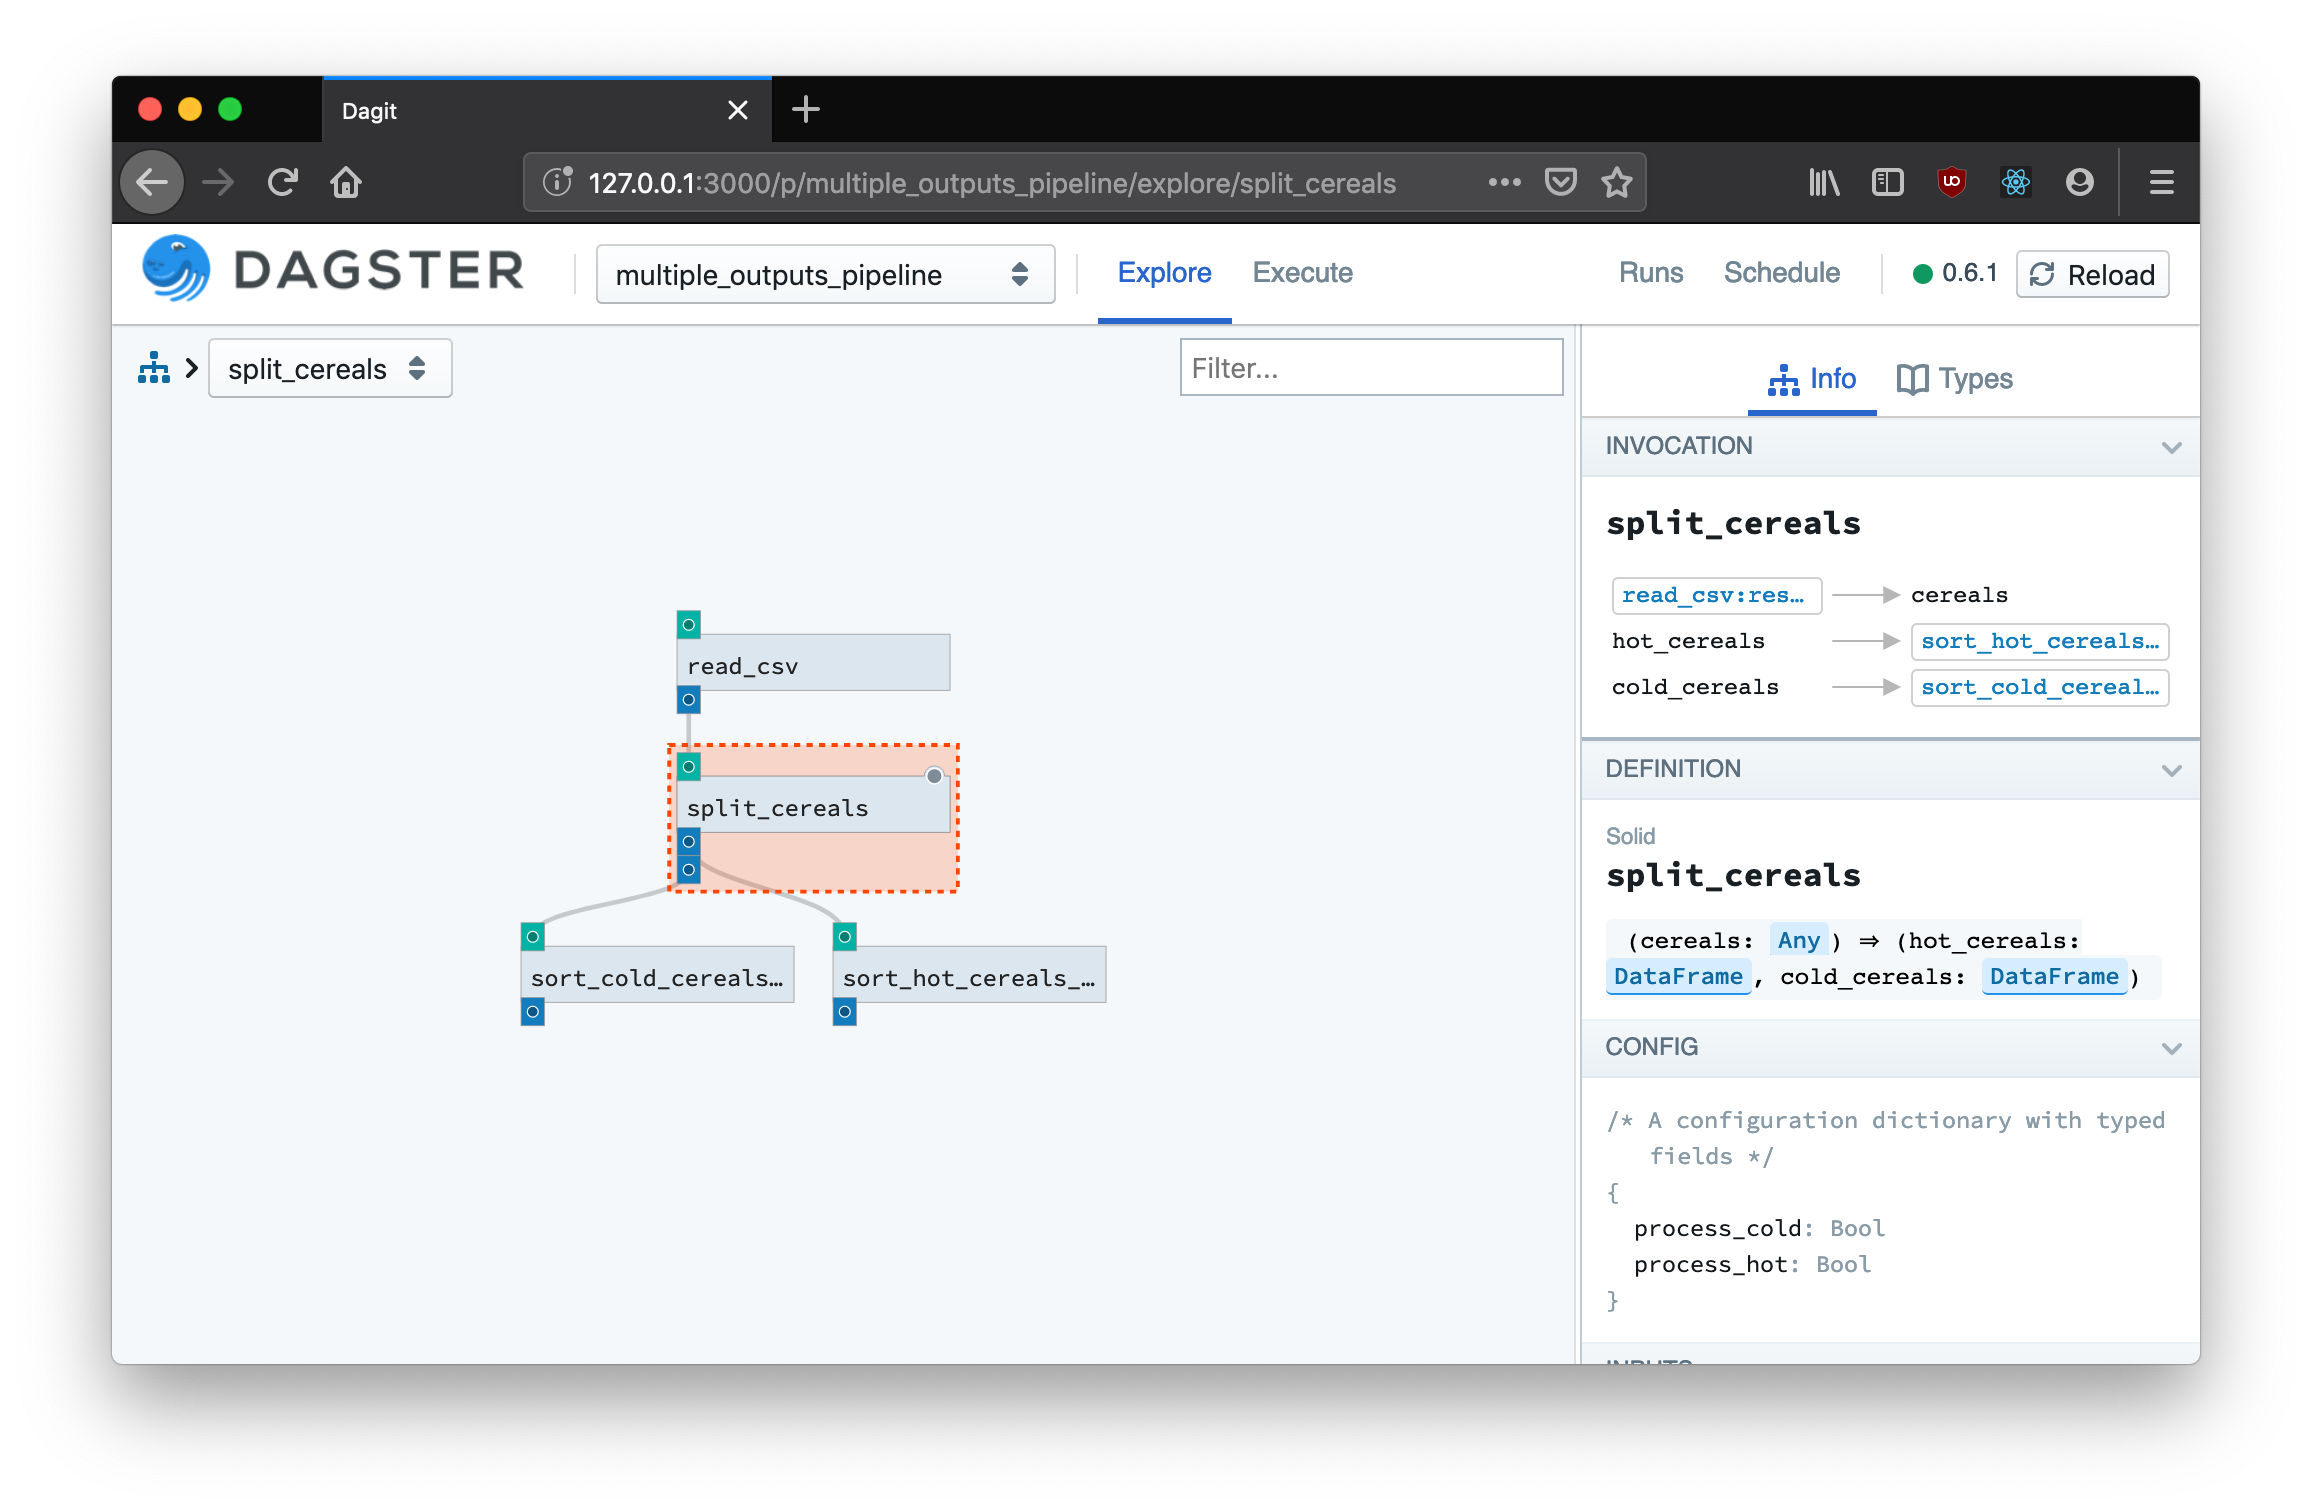 Dagit
127.0.0.1:3000/p/multiple_outputs_pipeline/explore/split_cereals
DAGSTER
multiple_outputs_pipeline
Explore
Execute
Runs
Schedule
0.6.1
Reload
split_cereals
Filter...
Info
Types
INVOCATION
split_cereals
read_csv:res… cereals
hot_cereals sort_hot_cereals…
cold_cereals sort_cold_cereal…
read_csv
split_cereals
sort_cold_cereals…
sort_hot_cereals_…
DEFINITION
Solid
split_cereals
(cereals: Any) ⇒ (hot_cereals:
DataFrame, cold_cereals: DataFrame)
CONFIG
/* A configuration dictionary with typed
fields */
{
process_cold: Bool
process_hot: Bool
}
INPUTS